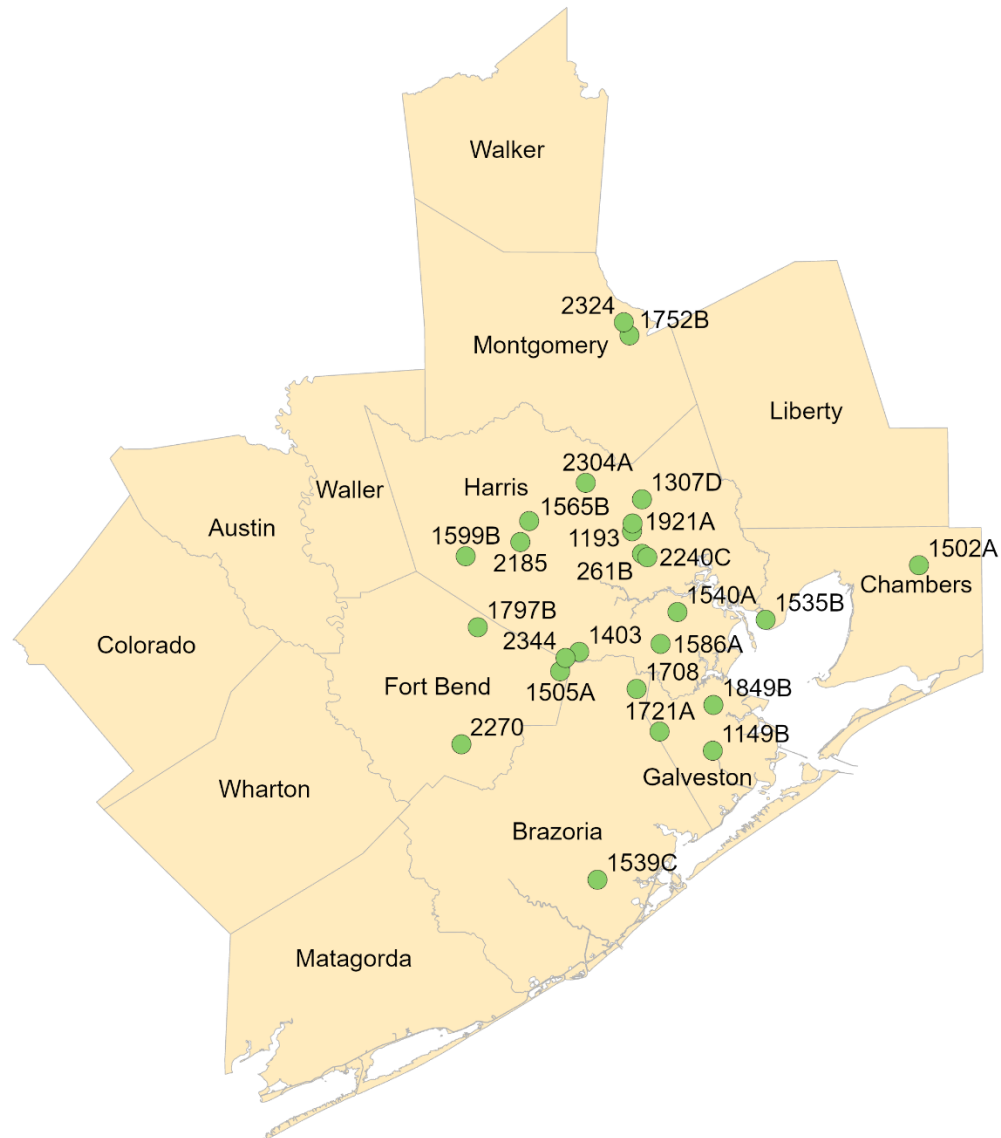 Walker
2324
1752B
Montgomery
Liberty
2304A
Harris
1307D
1565B
Waller
1921A
Austin
1599B
1193
2185
2240C
1502A
261B
Chambers
1540A
1535B
1797B
Colorado
2344
1403
1586A
1708
Fort Bend
1505A
1849B
1721A
2270
1149B
Galveston
Wharton
Brazoria
1539C
Matagorda